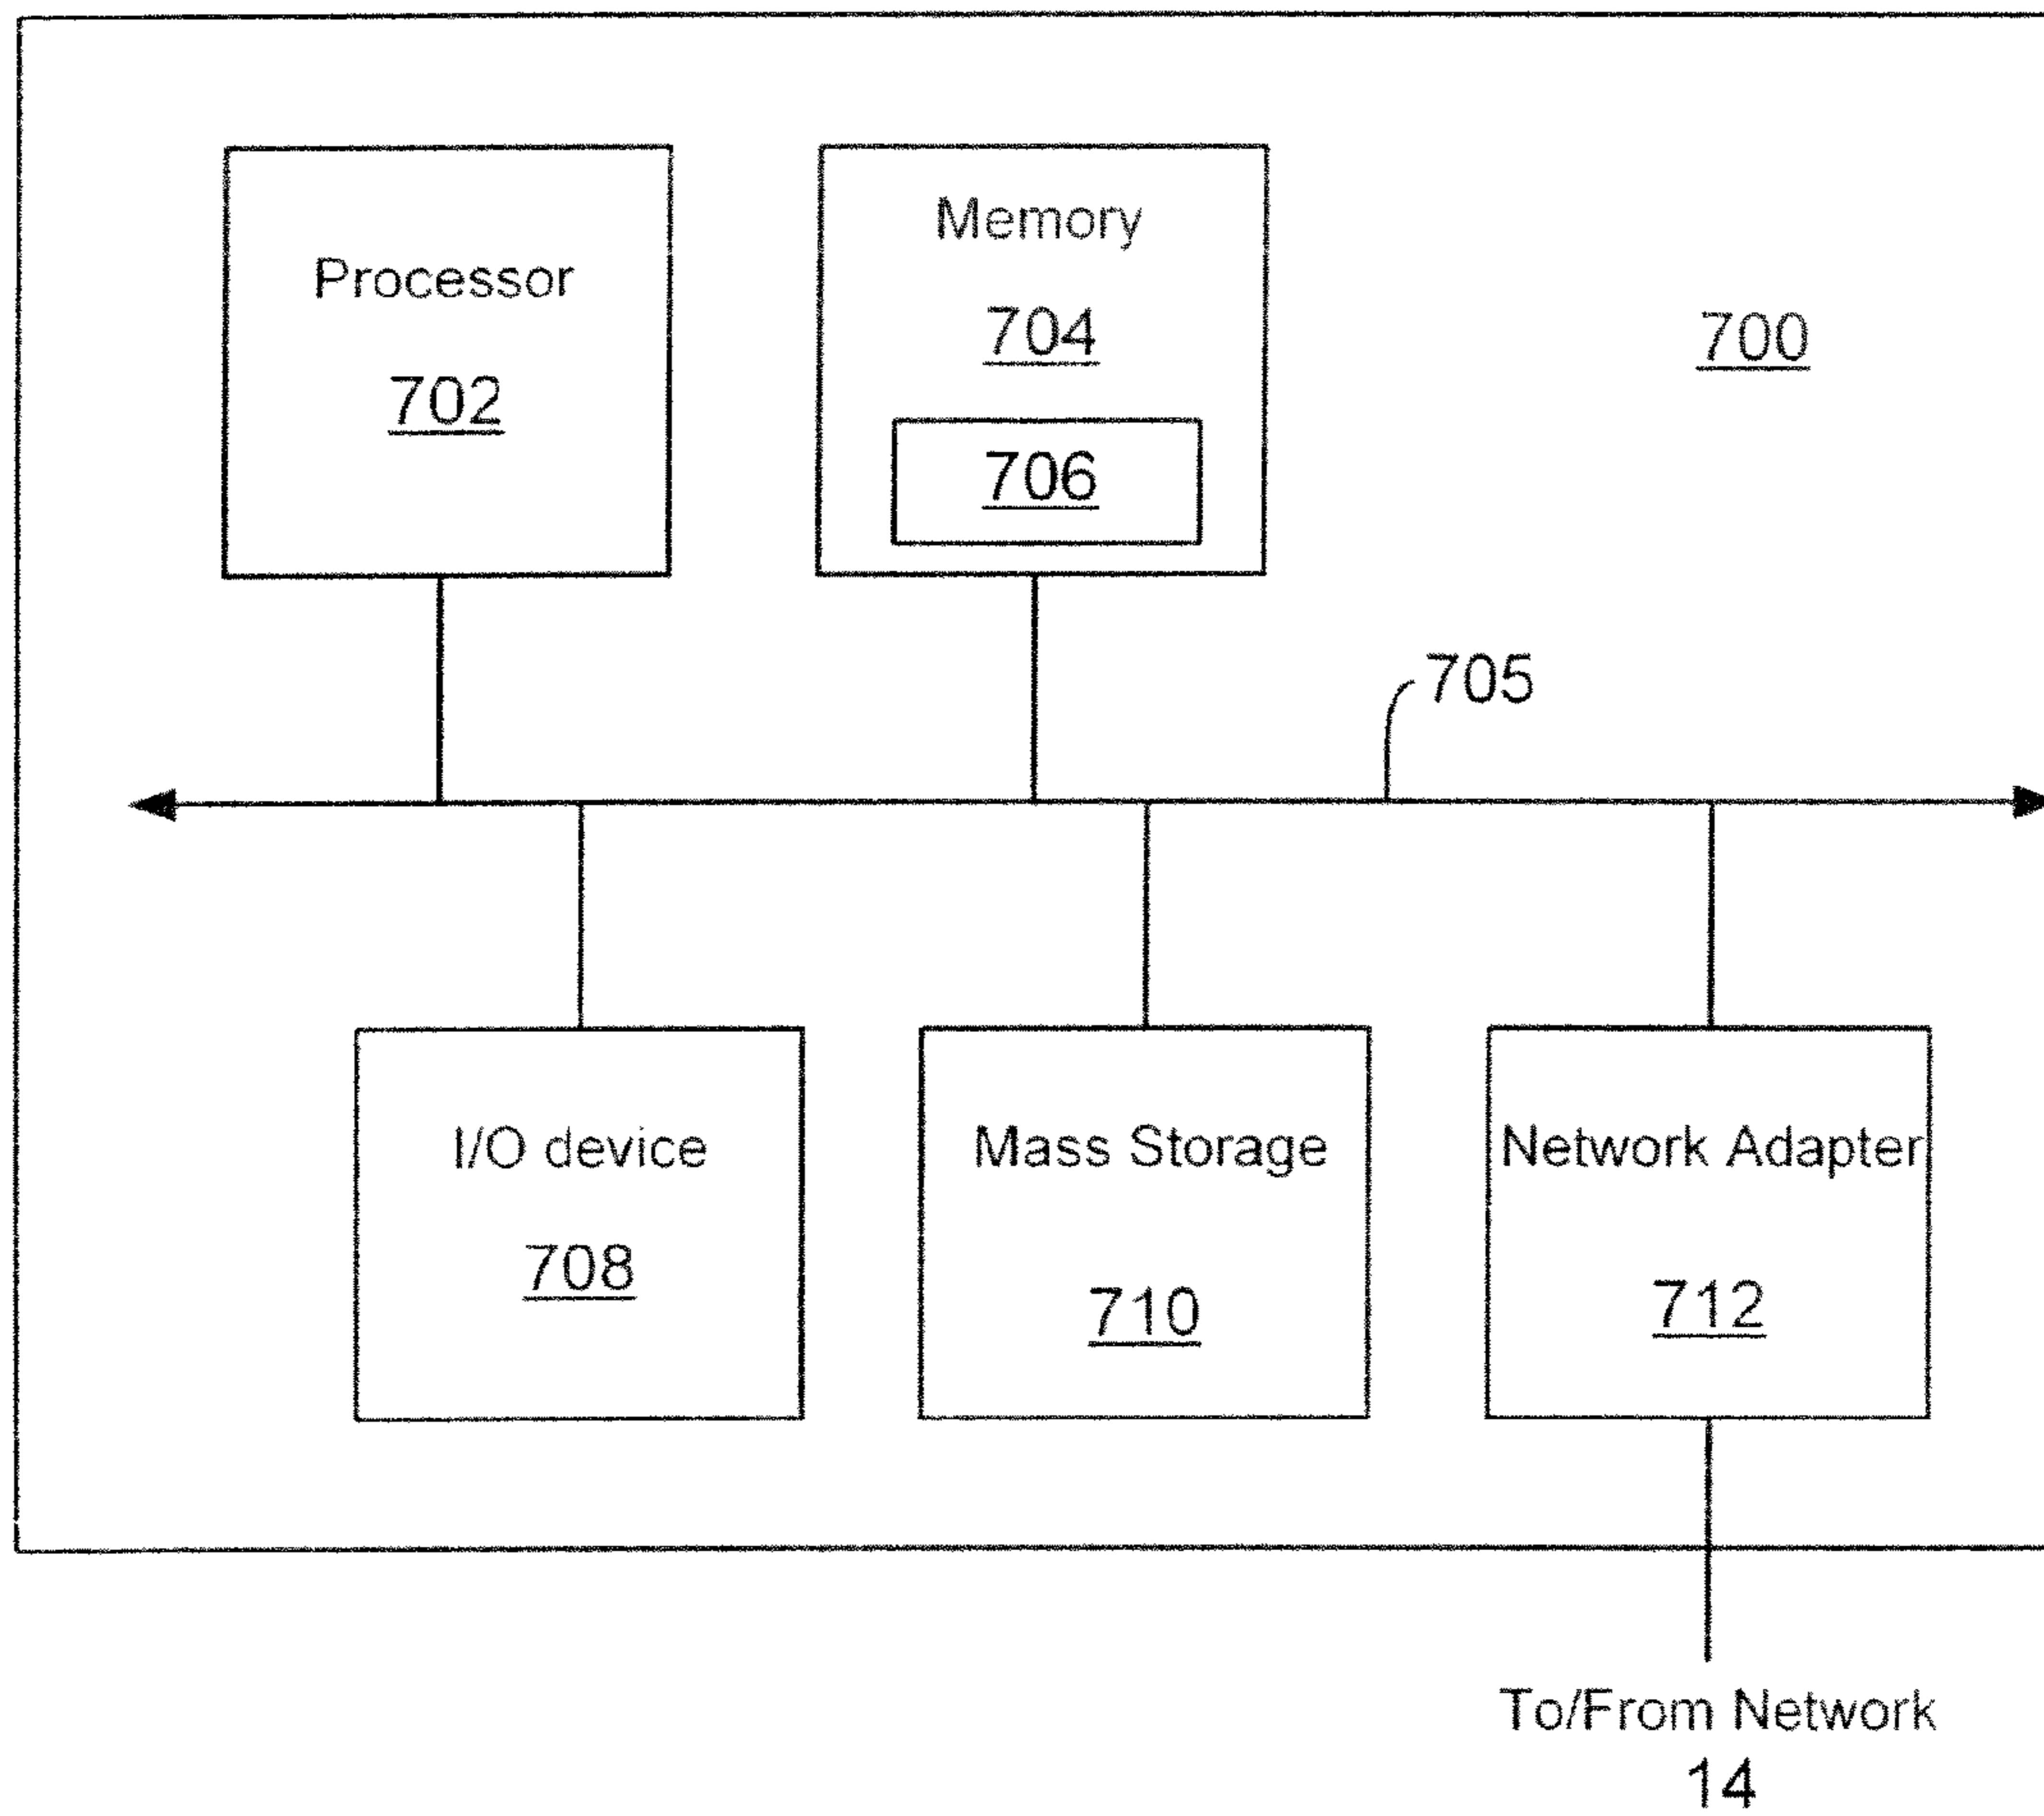 Processor
702
Memory
704
706
700
705
I/O device
708
Mass Storage
710
Network Adapter
712
To/From Network
14